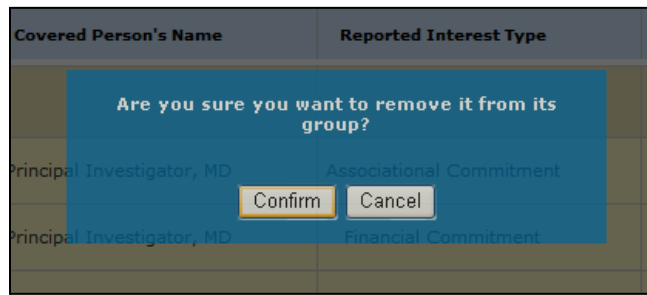 Covered Person's Name Reported Interest Type
Are you sure you want to remove it from its
group?
Principal Investigator, MD Associational Commitment
Confirm Cancel
Principal Investigator, MD Financial Commitment